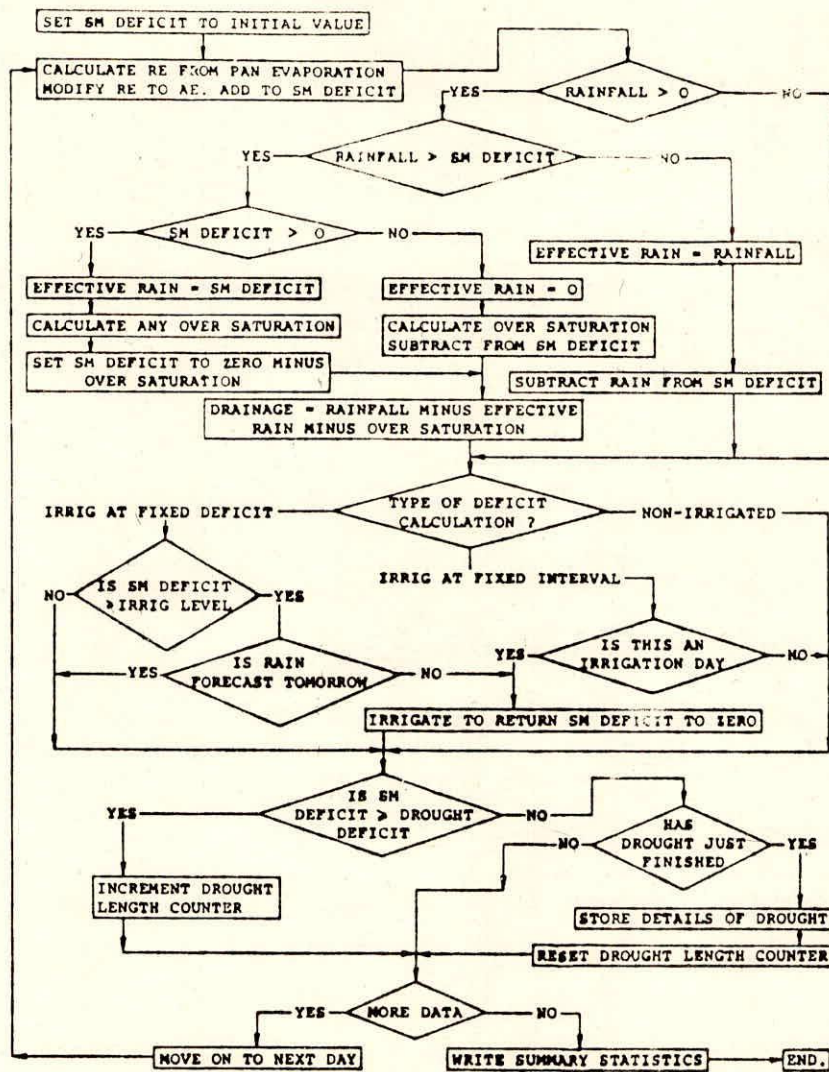 SET SM DEFICIT TO INITIAL VALUE
CALCULATE RE FROM PAN EVAPORATION
MODIFY RE TO AE. ADD TO SM DEFICIT
RAINFALL > 0
NO
YES
RAINFALL > SM DEFICIT
YES
NO
YES
SM DEFICIT > 0
NO
EFFECTIVE RAIN = RAINFALL
EFFECTIVE RAIN = SM DEFICIT
EFFECTIVE RAIN = 0
CALCULATE ANY OVER SATURATION
CALCULATE OVER SATURATION
SUBTRACT FROM SM DEFICIT
SET SM DEFICIT TO ZERO MINUS
OVER SATURATION
SUBTRACT RAIN FROM SM DEFICIT
DRAINAGE = RAINFALL MINUS EFFECTIVE
RAIN MINUS OVER SATURATION
TYPE OF DEFICIT
CALCULATION ?
IRRIG AT FIXED DEFICIT
NON-IRRIGATED
IRRIG AT FIXED INTERVAL
IS SM DEFICIT
⩾ IRRIG LEVEL
NO
YES
IS THIS AN
IRRIGATION DAY
YES
NO
IS RAIN
FORECAST TOMORROW
YES
NO
IRRIGATE TO RETURN SM DEFICIT TO ZERO
IS SM
DEFICIT ⩾ DROUGHT
DEFICIT
YES
NO
HAS
DROUGHT JUST
FINISHED
NO
YES
INCREMENT DROUGHT
LENGTH COUNTER
STORE DETAILS OF DROUGHT
RESET DROUGHT LENGTH COUNTER
MORE DATA
YES
NO
MOVE ON TO NEXT DAY
WRITE SUMMARY STATISTICS
END.